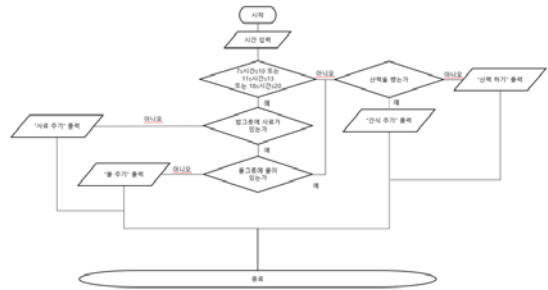 시작
시간 입력
7≤시간≤10 또는
11≤시간≤13
또는 18≤시간≤20
아니오
산책을 했는가
아니오
"산책 하기" 출력
예
예
"사료 주기" 출력
아니오
밥그릇에 사료가
있는가
"간식 주기" 출력
예
"물 주기" 출력
아니오
물그릇에 물이
있는가
예
종료